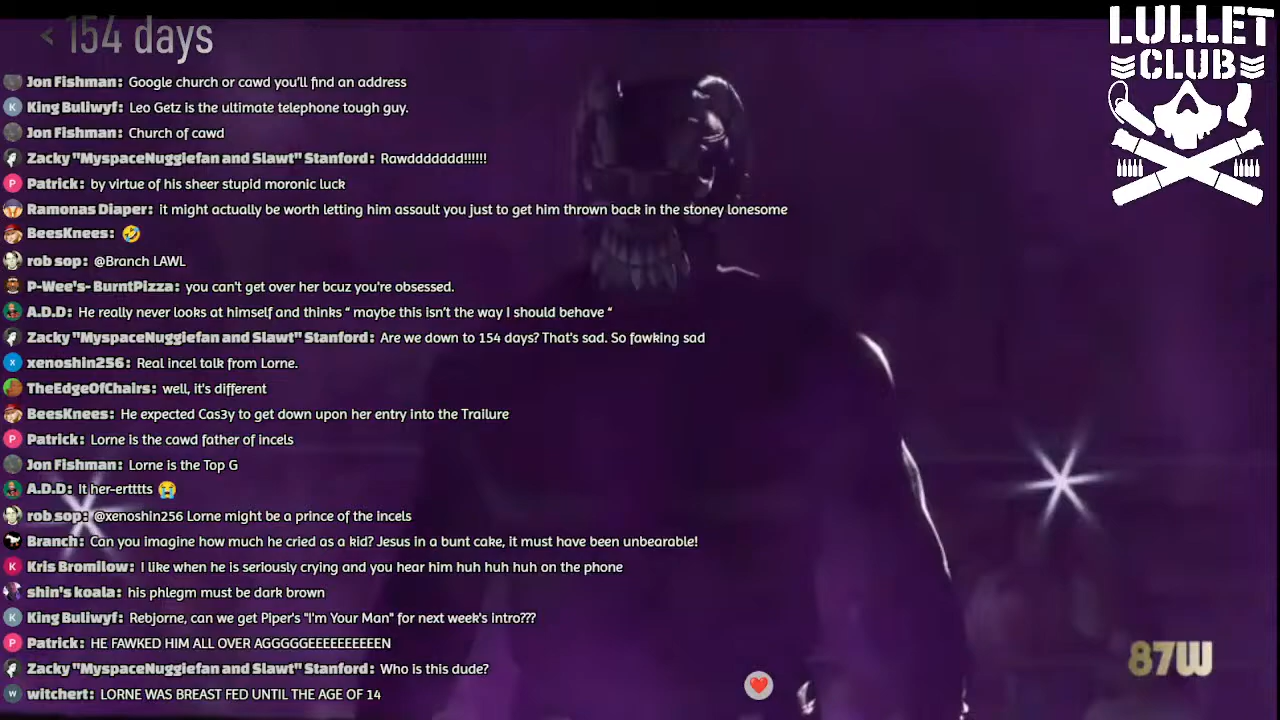 < 154 days
LULLET
CLUB
Jon Fishman: Google church or cawd you'll find an address
K King Buliwyf: Leo Getz is the ultimate telephone tough guy.
Jon Fishman: Church of cawd
Zacky "MyspaceNuggiefan and Slawt" Stanford: Rawddddddd!!!!!!
P Patrick: by virtue of his sheer stupid moronic luck
Ramonas Diaper: it might actually be worth letting him assault you just to get him thrown back in the stoney lonesome
BeesKnees: 🤣
rob sop: @Branch LAWL
P-Wee's- BurntPizza: you can't get over her bcuz you're obsessed.
A.D.D: He really never looks at himself and thinks “ maybe this isn’t the way I should behave “
Zacky "MyspaceNuggiefan and Slawt" Stanford: Are we down to 154 days? That's sad. So fawking sad
x xenoshin256: Real incel talk from Lorne.
TheEdgeOfChairs: well, it's different
BeesKnees: He expected Cas3y to get down upon her entry into the Trailure
P Patrick: Lorne is the cawd father of incels
Jon Fishman: Lorne is the Top G
A.D.D: It her-ertttts 😭
rob sop: @xenoshin256 Lorne might be a prince of the incels
Branch: Can you imagine how much he cried as a kid? Jesus in a bunt cake, it must have been unbearable!
K Kris Bromilow: I like when he is seriously crying and you hear him huh huh huh on the phone
shin's koala: his phlegm must be dark brown
K King Buliwyf: Rebjorne, can we get Piper's "I'm Your Man" for next week's Intro???
P Patrick: HE FAWKED HIM ALL OVER AGGGGGEEEEEEEEEEN
Zacky "MyspaceNuggiefan and Slawt" Stanford: Who is this dude?
W witchert: LORNE WAS BREAST FED UNTIL THE AGE OF 14
87W